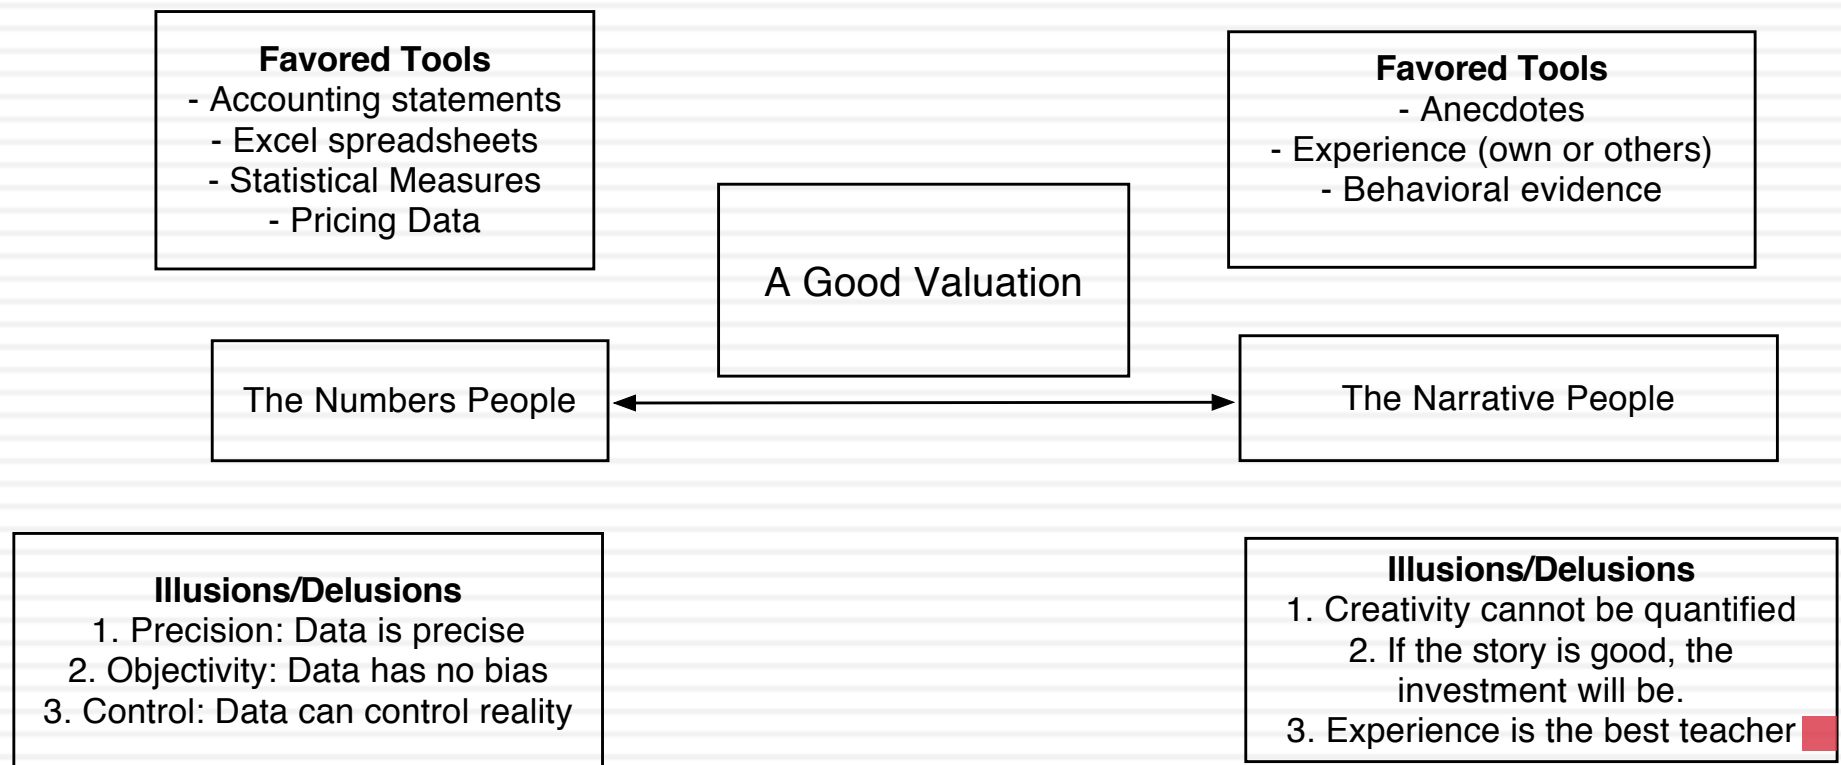 Favored Tools
- Accounting statements
- Excel spreadsheets
- Statistical Measures
- Pricing Data
Favored Tools
- Anecdotes
- Experience (own or others)
- Behavioral evidence
A Good Valuation
The Numbers People
The Narrative People
Illusions/Delusions
1. Precision: Data is precise
2. Objectivity: Data has no bias
3. Control: Data can control reality
Illusions/Delusions
1. Creativity cannot be quantified
2. If the story is good, the
investment will be.
3. Experience is the best teacher